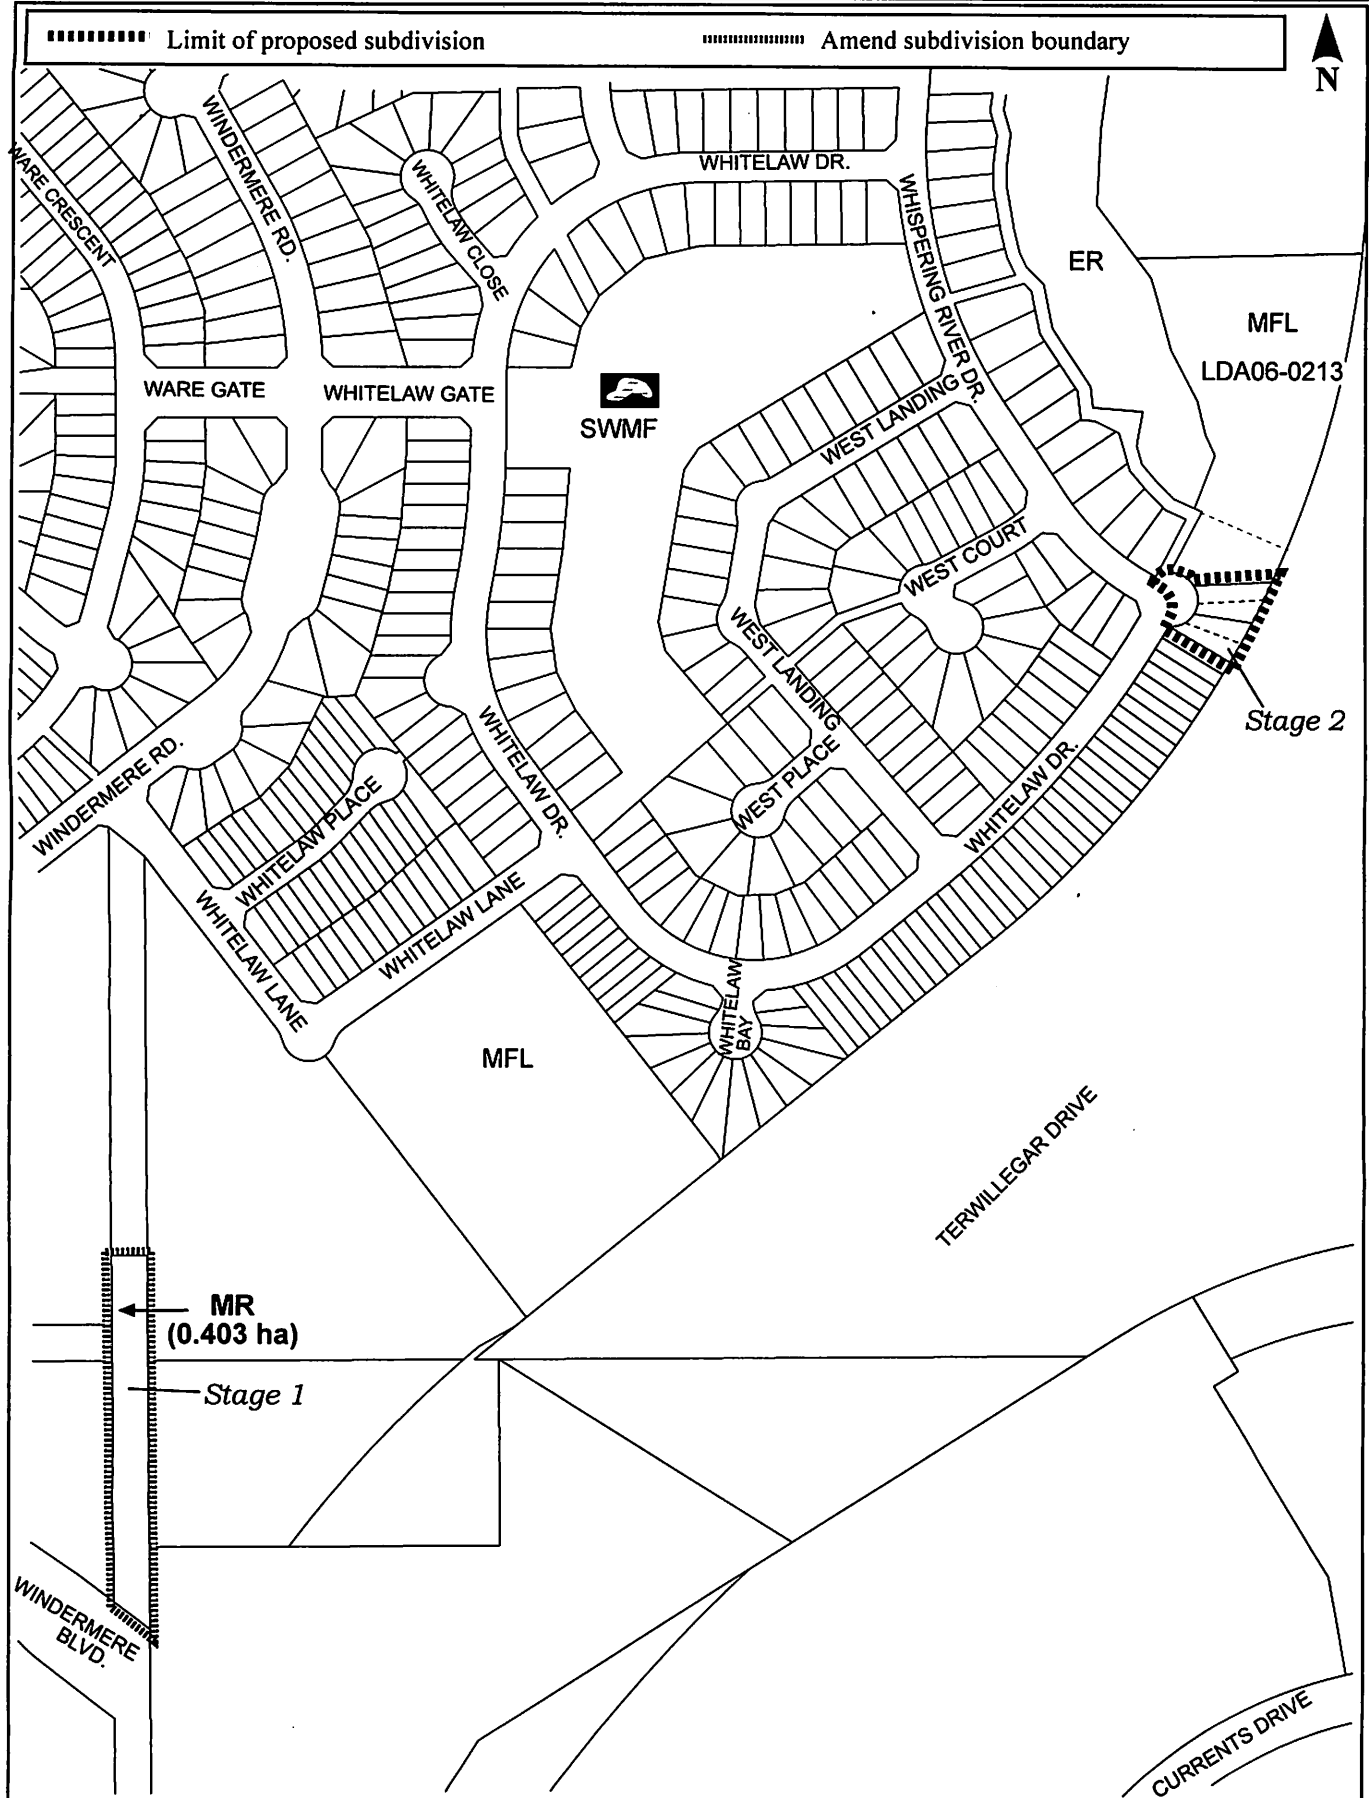 Limit of proposed subdivision
Amend subdivision boundary
N
WINDERMERE RD.
WARE CRESCENT
WHITELAW CLOSE
WHITELAW DR.
WHISPERING RIVER DR.
ER
MFL
LDA06-0213
WARE GATE
WHITELAW GATE
SWMF
WEST LANDING
WEST COURT
WEST LANDING
Stage 2
WINDERMERE RD.
WHITELAW PLACE
WHITELAW DR.
WEST PLACE
WHITELAW DR.
WHITELAW LANE
WHITELAW LANE
WHITELAW
BAY
MFL
TERWILLEGAR DRIVE
MR
(0.403 ha)
Stage 1
WINDERMERE
BLVD.
CURRENTS DRIVE